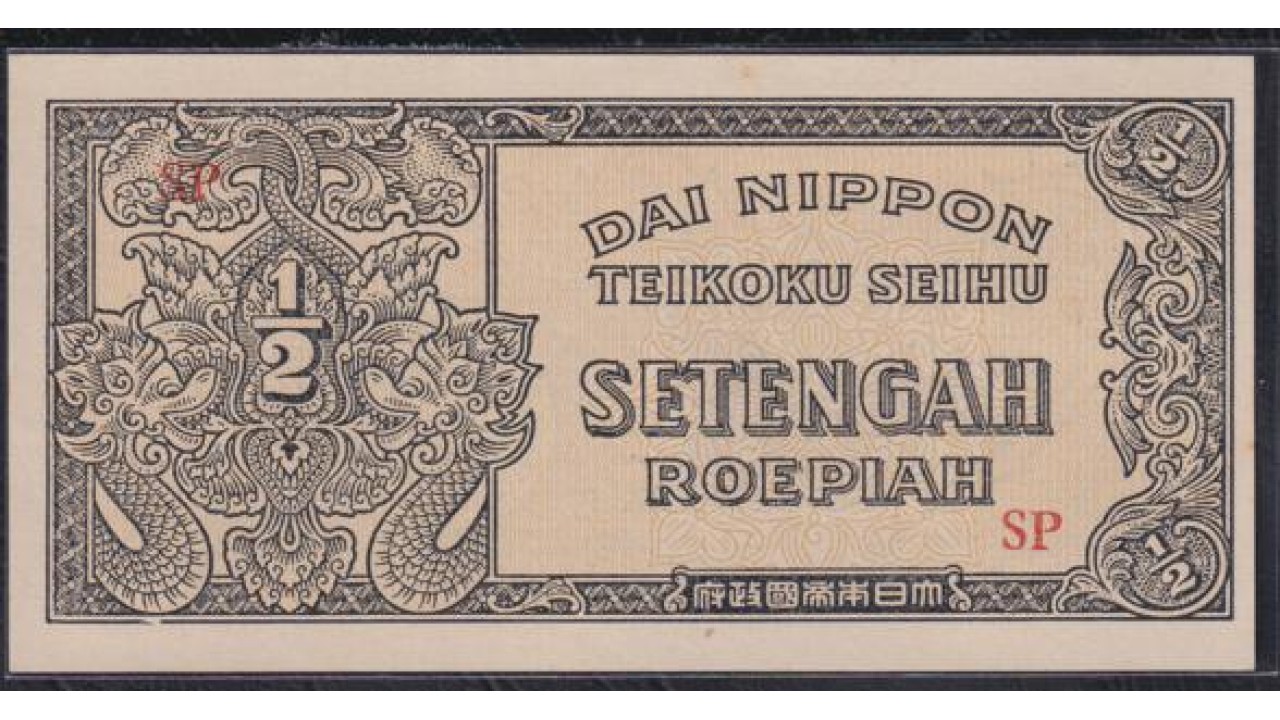 SP
1/2
1/2
DAI NIPPON
TEIKOKU SEIHU
SETENGAH
ROEPIAH
SP
1/2
府政國帝本日大